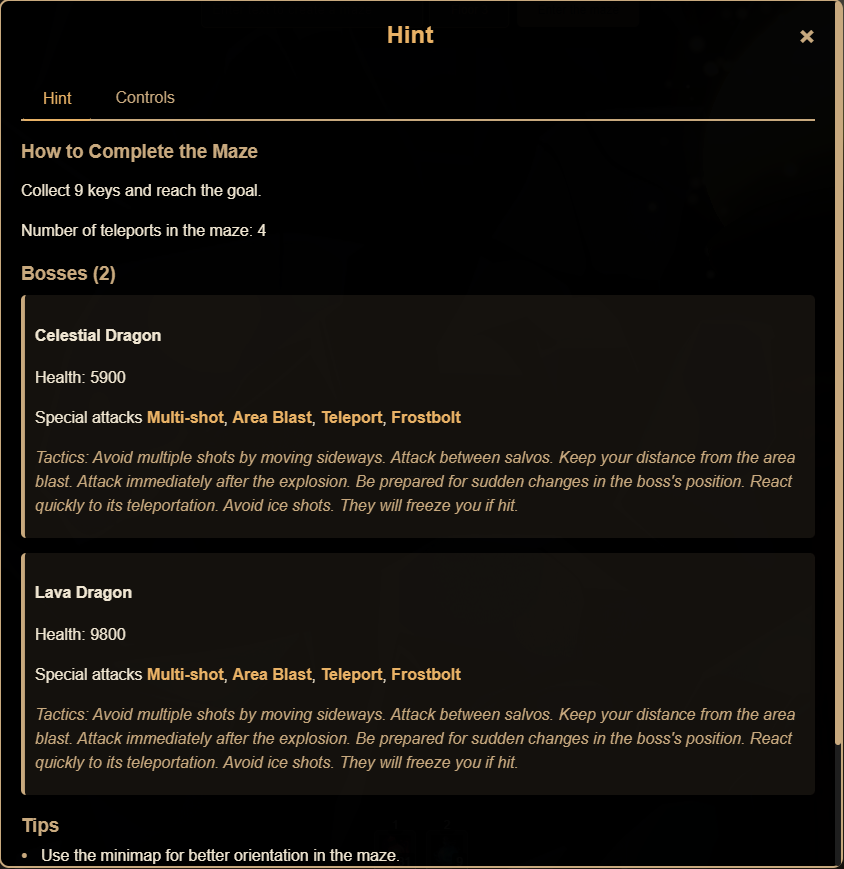 Hint
×
Hint
Controls
How to Complete the Maze
Collect 9 keys and reach the goal.
Number of teleports in the maze: 4
Bosses (2)
Celestial Dragon
Health: 5900
Special attacks Multi-shot, Area Blast, Teleport, Frostbolt
Tactics: Avoid multiple shots by moving sideways. Attack between salvos. Keep your distance from the area
blast. Attack immediately after the explosion. Be prepared for sudden changes in the boss's position. React
quickly to its teleportation. Avoid ice shots. They will freeze you if hit.
Lava Dragon
Health: 9800
Special attacks Multi-shot, Area Blast, Teleport, Frostbolt
Tactics: Avoid multiple shots by moving sideways. Attack between salvos. Keep your distance from the area
blast. Attack immediately after the explosion. Be prepared for sudden changes in the boss's position. React
quickly to its teleportation. Avoid ice shots. They will freeze you if hit.
Tips
• Use the minimap for better orientation in the maze.